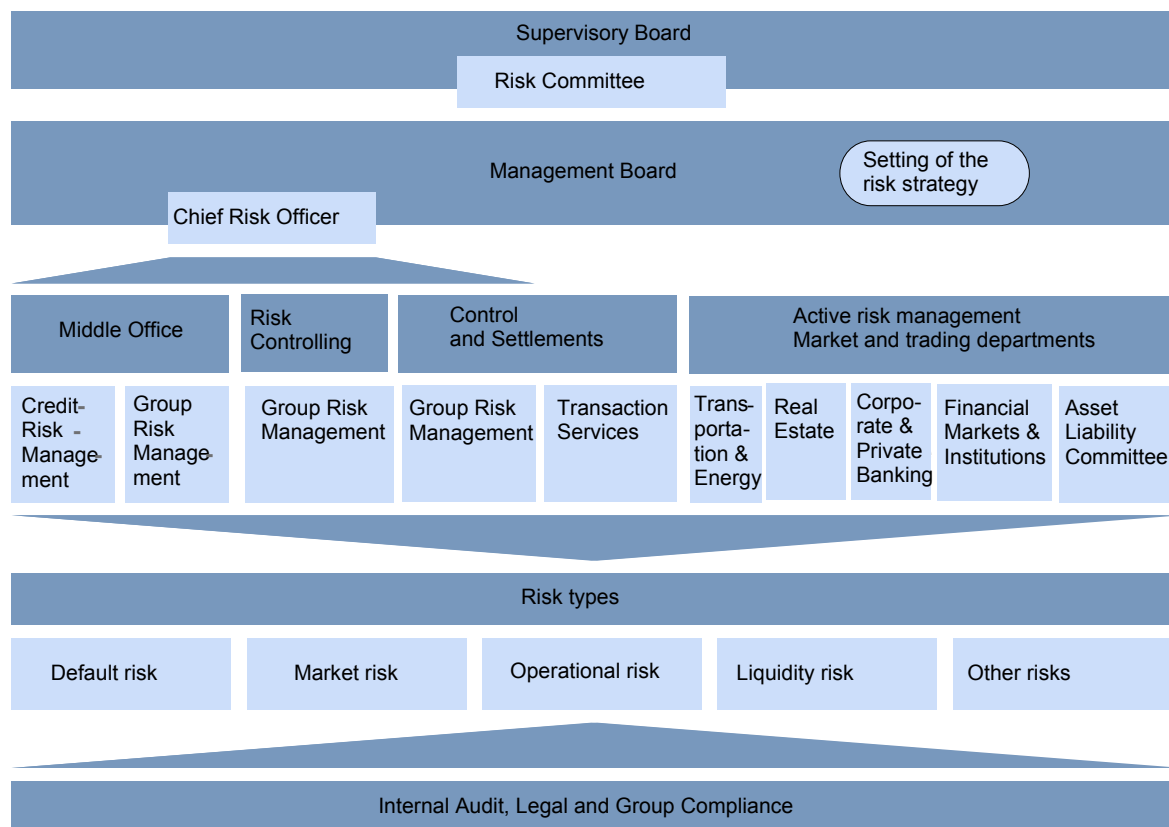 Supervisory Board
Risk Committee
Management Board
Setting of the
risk strategy
Chief Risk Officer
Middle Office
Risk
Controlling
Control
and Settlements
Active risk management
Market and trading departments
Credit-
Risk -
Manage-
ment
Group
Risk
Manage-
ment
Group Risk
Management
Group Risk
Management
Transaction
Services
Trans-
porta-
tion &
Energy
Real
Estate
Corpo-
rate &
Private
Banking
Financial
Markets &
Institutions
Asset
Liability
Committee
Risk types
Default risk
Market risk
Operational risk
Liquidity risk
Other risks
Internal Audit, Legal and Group Compliance